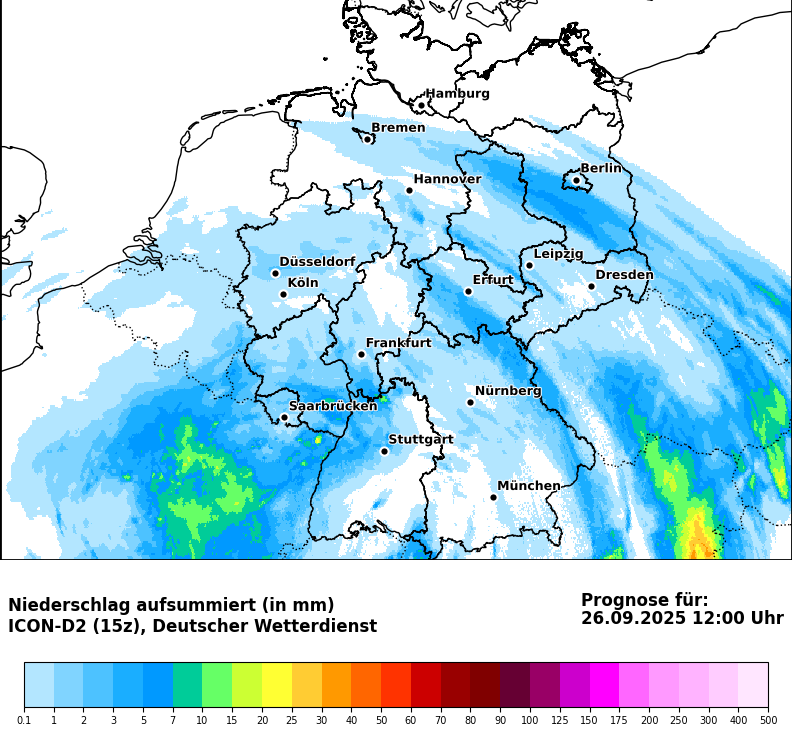 Hamburg
Bremen
Berlin
Hannover
Leipzig
Düsseldorf
Dresden
Köln
Erfurt
Frankfurt
Nürnberg
Saarbrücken
Stuttgart
München
Niederschlag aufsummiert (in mm)
ICON-D2 (15z), Deutscher Wetterdienst
Prognose für:
26.09.2025 12:00 Uhr
0.1 1 2 3 5 7 10 15 20 25 30 40 50 60 70 80 90 100 125 150 175 200 250 300 400 500